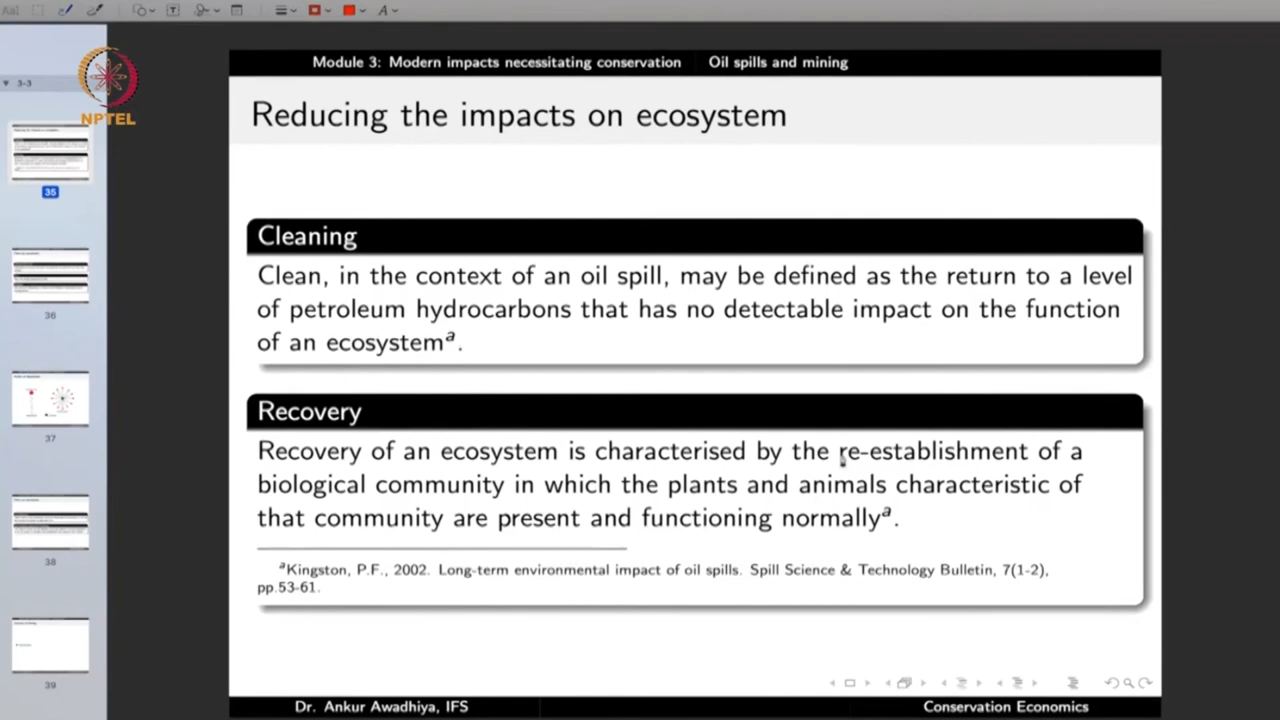 3-3
NPTEL
35
36
37
38
39
Module 3: Modern impacts necessitating conservation Oil spills and mining
Reducing the impacts on ecosystem
Cleaning
Clean, in the context of an oil spill, may be defined as the return to a level
of petroleum hydrocarbons that has no detectable impact on the function
of an ecosystemᵃ.
Recovery
Recovery of an ecosystem is characterised by the re-establishment of a
biological community in which the plants and animals characteristic of
that community are present and functioning normallyᵃ.
ᵃKingston, P.F., 2002. Long-term environmental impact of oil spills. Spill Science & Technology Bulletin, 7(1-2),
pp.53-61.
Dr. Ankur Awadhiya, IFS Conservation Economics